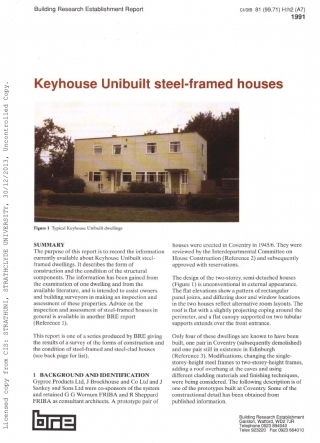 Building Research Establishment Report
CI/SfB 81 (99.71) H:h2 (A7)
1991
Keyhouse Unibuilt steel-framed houses
Figure 1 Typical Keyhouse Unibuilt dwellings
SUMMARY
The purpose of this report is to record the information
currently available about Keyhouse Unibuilt steel-
framed dwellings. It describes the form of
construction and the condition of the structural
components. The information has been gained from
the examination of one dwelling and from the
available literature, and is intended to assist owners
and building surveyors in making an inspection and
assessment of these properties. Advice on the
inspection and assessment of steel-framed houses in
general is available in another BRE report
(Reference 1).
This report is one of a series produced by BRE giving
the results of a survey of the forms of construction and
the condition of steel-framed and steel-clad houses
(see back page for list).
1 BACKGROUND AND IDENTIFICATION
Gyproc Products Ltd, J Brockhouse and Co Ltd and J
Sankey and Sons Ltd were co-sponsors of the system
and retained G G Wornum FRIBA and R Sheppard
FRIBA as consultant architects. A prototype pair of
houses were erected in Coventry in 1945/6. They were
reviewed by the Interdepartmental Committee on
House Construction (Reference 2) and subsequently
approved with reservations.
The design of the two-storey, semi-detached houses
(Figure 1) is unconventional in external appearance.
The flat elevations show a pattern of rectangular
panel joints, and differing door and window locations
in the two houses reflect alternative room layouts. The
roof is flat with a slightly projecting coping around the
perimeter, and a flat canopy supported on two tubular
supports extends over the front entrance.
Only four of these dwellings are known to have been
built, one pair in Coventry (subsequently demolished)
and one pair still in existence in Edinburgh
(Reference 3). Modifications, changing the single-
storey-height steel frames to two-storey-height frames,
adding a roof overhang at the eaves and using
different cladding materials and finishing techniques,
were being considered. The following description is of
one of the prototypes built at Coventry. Some of the
constructional detail has been obtained from
published information.
bre
Building Research Establishment
Garston, Watford, WD2 7JR
Telephone 0923 894040
Telex 923220 Fax 0923 664010
Licensed copy from CIS: STRATHUNI, STRATHCLYDE UNIVERSITY, 20/12/2013, Uncontrolled Copy.